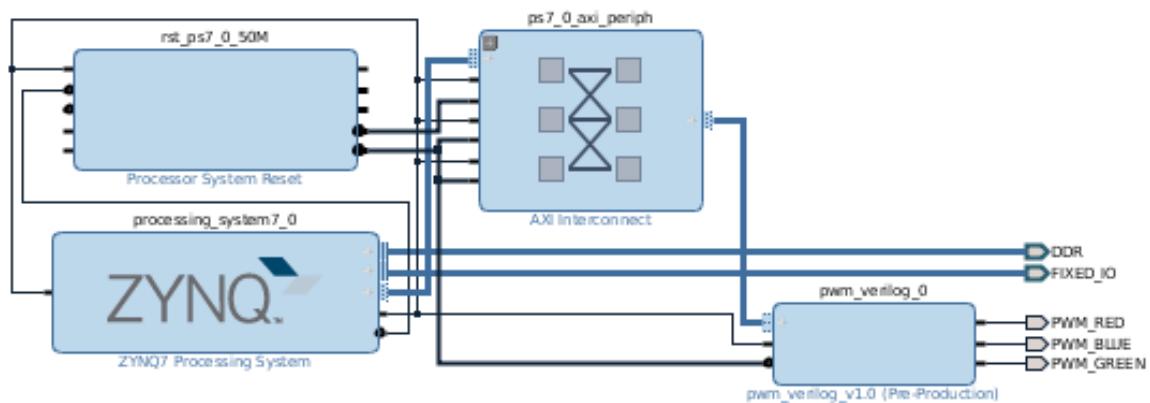 ps7_0_axi_periph
rst_ps7_0_50M
Processor System Reset
AXI Interconnect
processing_system7_0
ZYNQ
ZYNQ7 Processing System
DDR
FIXED_IO
pwm_verilog_0
PWM_RED
PWM_BLUE
PWM_GREEN
pwm_verilog_v1.0 (Pre-Production)